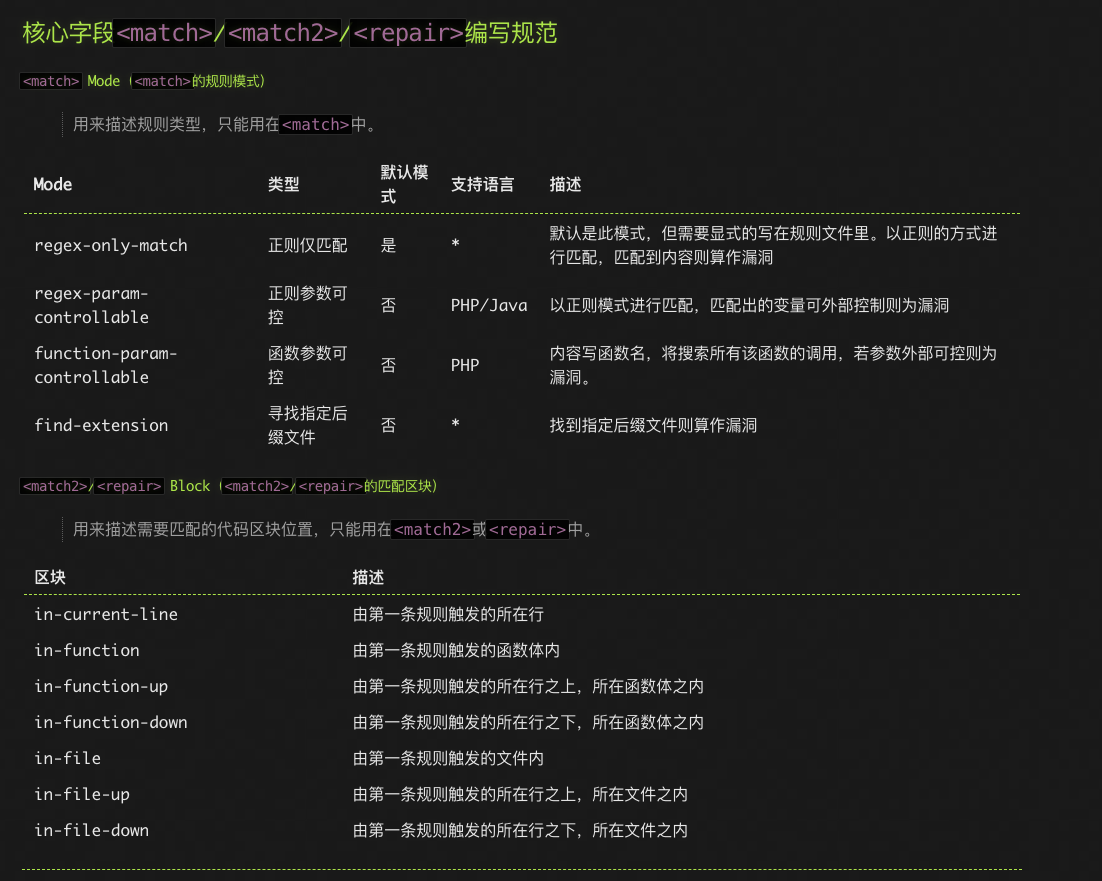 核心字段<match>/<match2>/<repair>编写规范
<match> Mode (<match>的规则模式)
用来描述规则类型，只能用在<match>中。
Mode 类型 默认模式 支持语言 描述
regex-only-match 正则仅匹配 是 * 默认是此模式，但需要显式的写在规则文件里。以正则的方式进行匹配，匹配到内容则算作漏洞
regex-param-controllable 正则参数可控 否 PHP/Java 以正则模式进行匹配，匹配出的变量可外部控制则为漏洞
function-param-controllable 函数参数可控 否 PHP 内容写函数名，将搜索所有该函数的调用，若参数外部可控则为漏洞。
find-extension 寻找指定后缀文件 否 * 找到指定后缀文件则算作漏洞
<match2>/<repair> Block (<match2>/<repair>的匹配区块)
用来描述需要匹配的代码区块位置，只能用在<match2>或<repair>中。
区块 描述
in-current-line 由第一条规则触发的所在行
in-function 由第一条规则触发的函数体内
in-function-up 由第一条规则触发的所在行之上，所在函数体之内
in-function-down 由第一条规则触发的所在行之下，所在函数体之内
in-file 由第一条规则触发的文件内
in-file-up 由第一条规则触发的所在行之上，所在文件之内
in-file-down 由第一条规则触发的所在行之下，所在文件之内